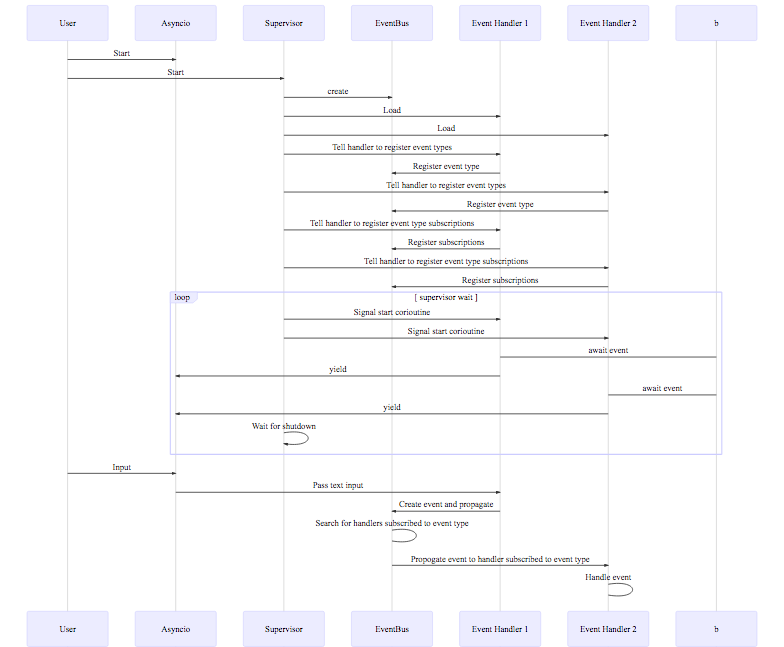 User Asyncio Supervisor EventBus Event Handler 1 Event Handler 2 b
Start
Start
create
Load
Load
Tell handler to register event types
Register event type
Tell handler to register event types
Register event type
Tell handler to register event type subscriptions
Register subscriptions
Tell handler to register event type subscriptions
Register subscriptions
loop [ supervisor wait ]
Signal start corioutine
Signal start corioutine
await event
yield
await event
yield
Wait for shutdown
Input
Pass text input
Create event and propagate
Search for handlers subscribed to event type
Propogate event to handler subscribed to event type
Handle event
User Asyncio Supervisor EventBus Event Handler 1 Event Handler 2 b